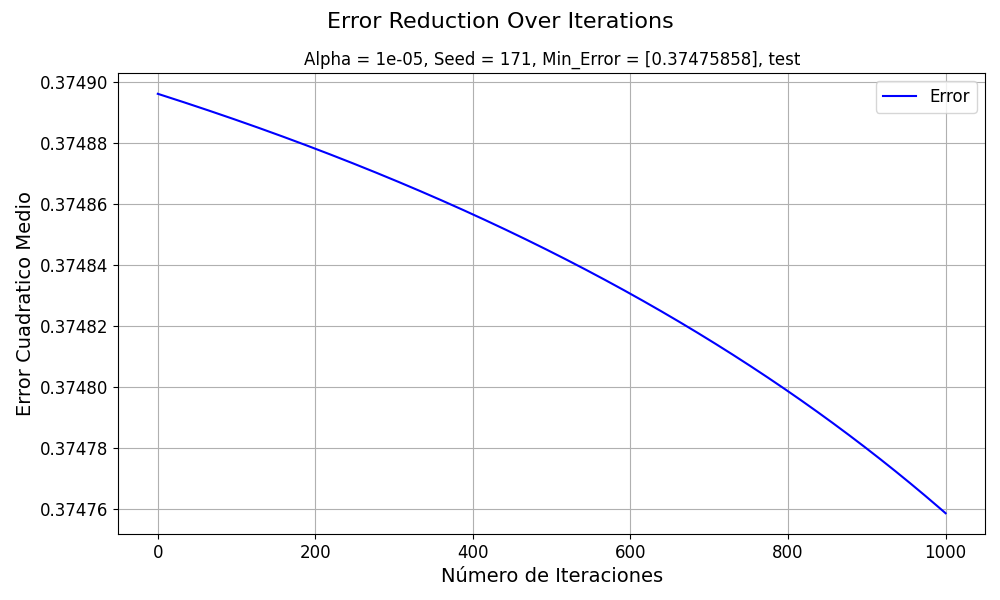 Error Reduction Over Iterations
Alpha = 1e-05, Seed = 171, Min_Error = [0.37475858], test
Error
Error Cuadratico Medio
0.37490
0.37488
0.37486
0.37484
0.37482
0.37480
0.37478
0.37476
0 200 400 600 800 1000
Número de Iteraciones